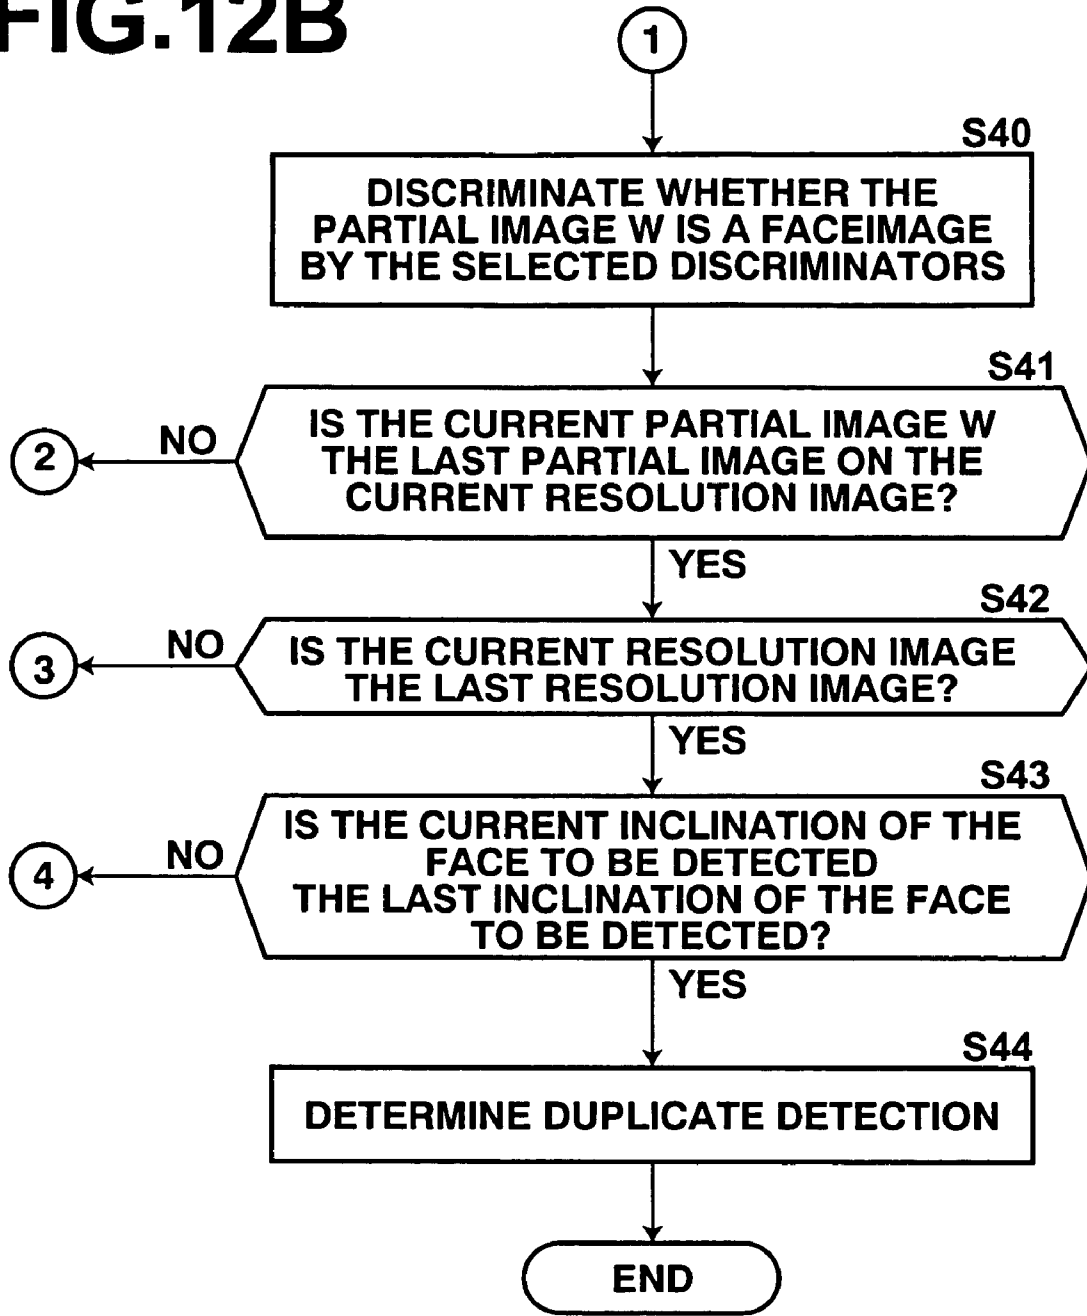 FIG.12B
1
S40
DISCRIMINATE WHETHER THE
PARTIAL IMAGE W IS A FACEIMAGE
BY THE SELECTED DISCRIMINATORS
S41
IS THE CURRENT PARTIAL IMAGE W
THE LAST PARTIAL IMAGE ON THE
CURRENT RESOLUTION IMAGE?
NO
2
YES
S42
IS THE CURRENT RESOLUTION IMAGE
THE LAST RESOLUTION IMAGE?
NO
3
YES
S43
IS THE CURRENT INCLINATION OF THE
FACE TO BE DETECTED
THE LAST INCLINATION OF THE FACE
TO BE DETECTED?
NO
4
YES
S44
DETERMINE DUPLICATE DETECTION
END